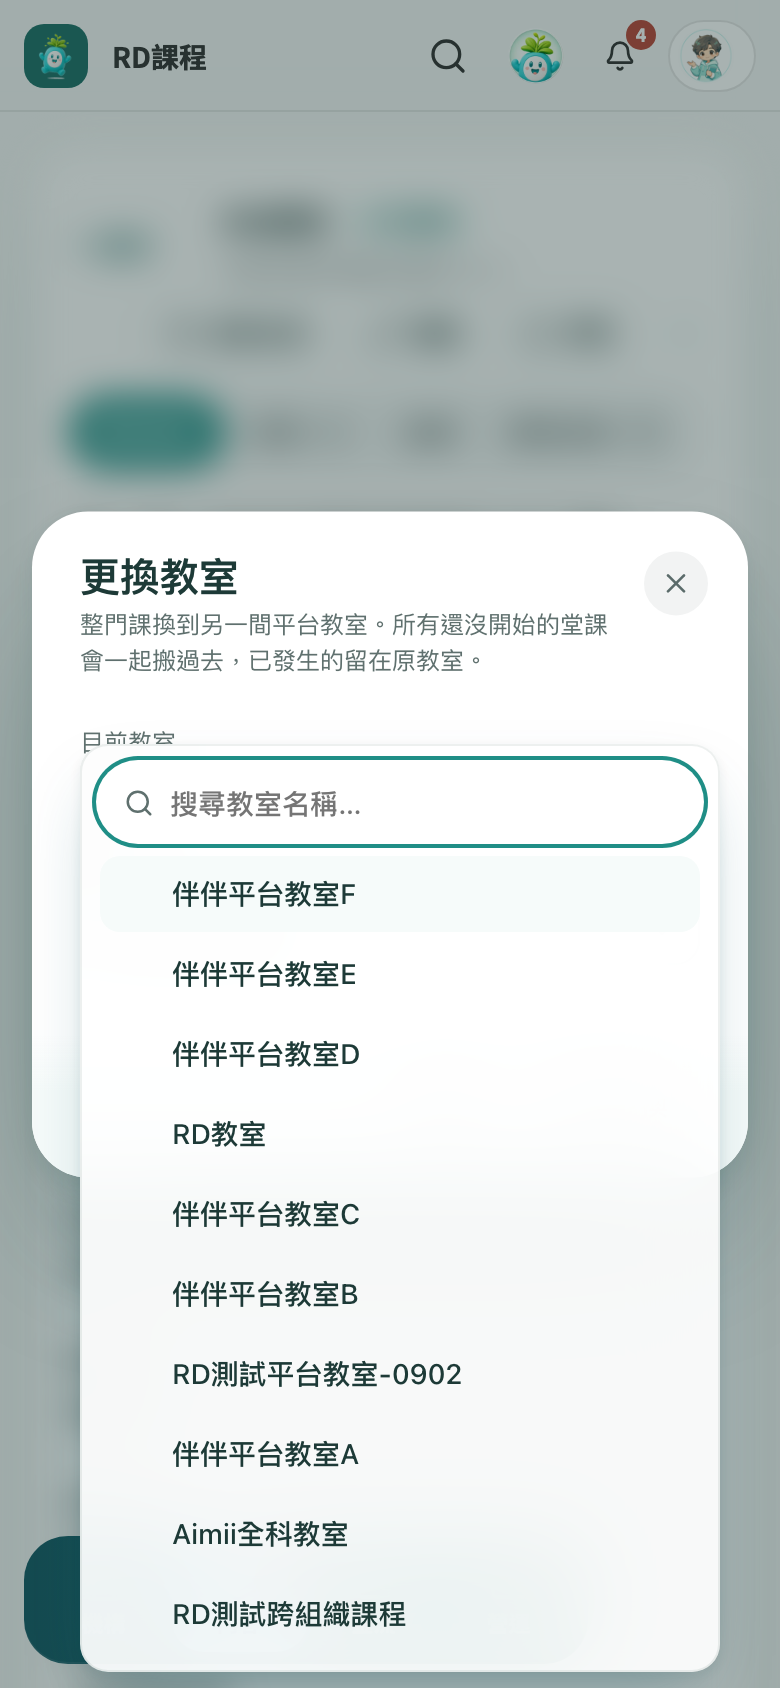 RD課程
4
更換教室
整門課換到另一間平台教室。所有還沒開始的堂課
會一起搬過去，已發生的留在原教室。
目前教室
搜尋教室名稱...
伴伴平台教室F
伴伴平台教室E
伴伴平台教室D
RD教室
伴伴平台教室C
伴伴平台教室B
RD測試平台教室-0902
伴伴平台教室A
Aimii全科教室
RD測試跨組織課程